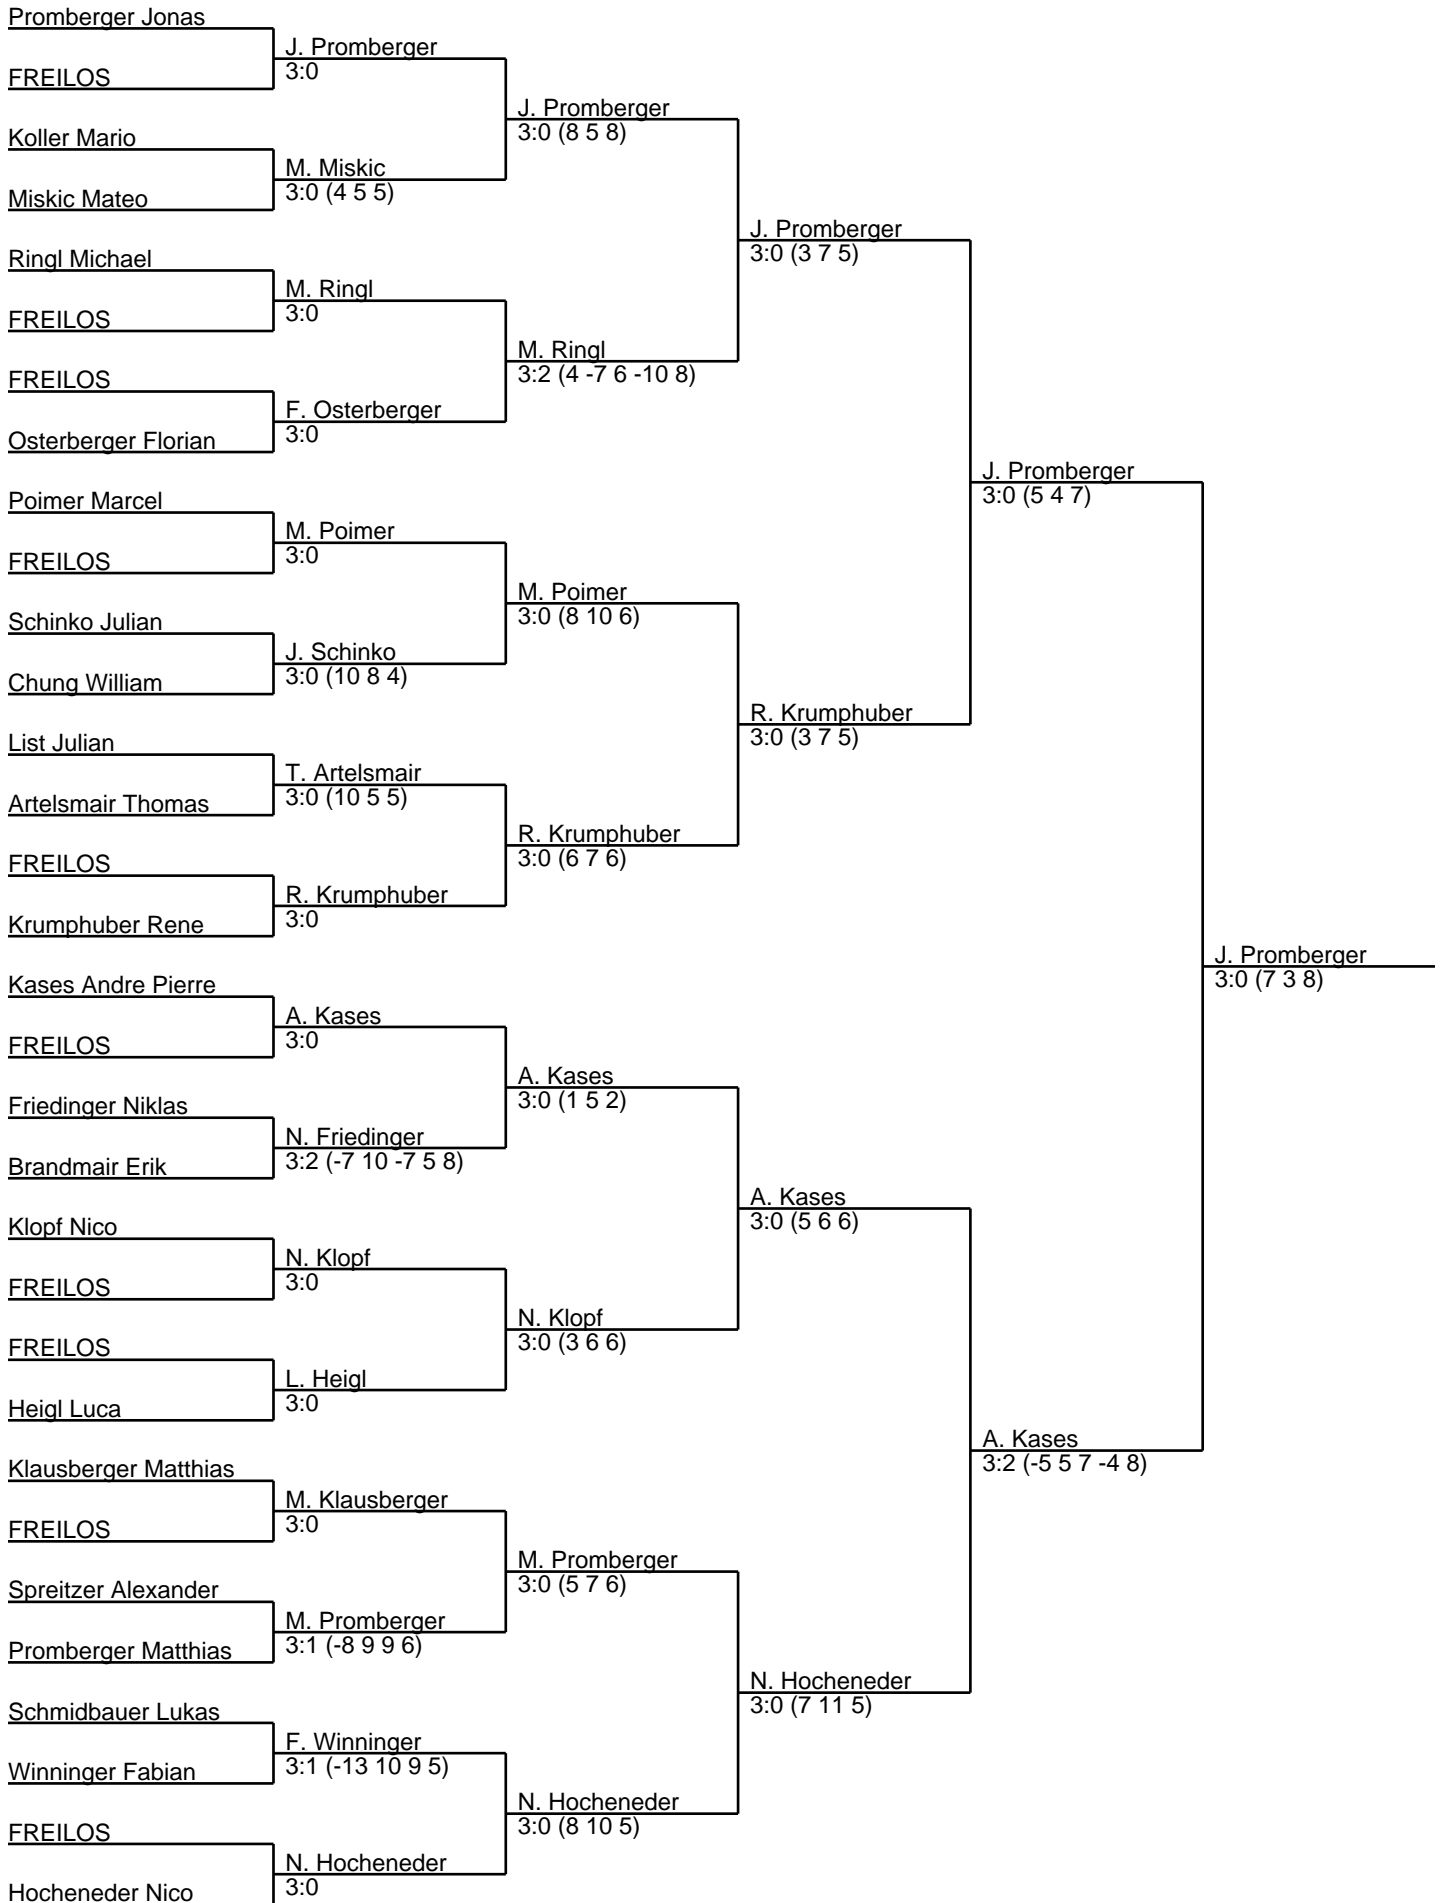 Promberger Jonas
FREILOS
Koller Mario
Miskic Mateo
Ringl Michael
FREILOS
FREILOS
Osterberger Florian
Poimer Marcel
FREILOS
Schinko Julian
Chung William
List Julian
Artelsmair Thomas
FREILOS
Krumphuber Rene
Kases Andre Pierre
FREILOS
Friedinger Niklas
Brandmair Erik
Klopf Nico
FREILOS
FREILOS
Heigl Luca
Klausberger Matthias
FREILOS
Spreitzer Alexander
Promberger Matthias
Schmidbauer Lukas
Winninger Fabian
FREILOS
Hocheneder Nico
J. Promberger
3:0
M. Miskic
3:0 (4 5 5)
M. Ringl
3:0
F. Osterberger
3:0
M. Poimer
3:0
J. Schinko
3:0 (10 8 4)
T. Artelsmair
3:0 (10 5 5)
R. Krumphuber
3:0
A. Kases
3:0
N. Friedinger
3:2 (-7 10 -7 5 8)
N. Klopf
3:0
L. Heigl
3:0
M. Klausberger
3:0
M. Promberger
3:1 (-8 9 9 6)
F. Winninger
3:1 (-13 10 9 5)
N. Hocheneder
3:0
J. Promberger
3:0 (8 5 8)
M. Ringl
3:2 (4 -7 6 -10 8)
M. Poimer
3:0 (8 10 6)
R. Krumphuber
3:0 (6 7 6)
A. Kases
3:0 (1 5 2)
N. Klopf
3:0 (3 6 6)
M. Promberger
3:0 (5 7 6)
N. Hocheneder
3:0 (8 10 5)
J. Promberger
3:0 (3 7 5)
R. Krumphuber
3:0 (3 7 5)
A. Kases
3:0 (5 6 6)
N. Hocheneder
3:0 (7 11 5)
J. Promberger
3:0 (5 4 7)
A. Kases
3:2 (-5 5 7 -4 8)
J. Promberger
3:0 (7 3 8)